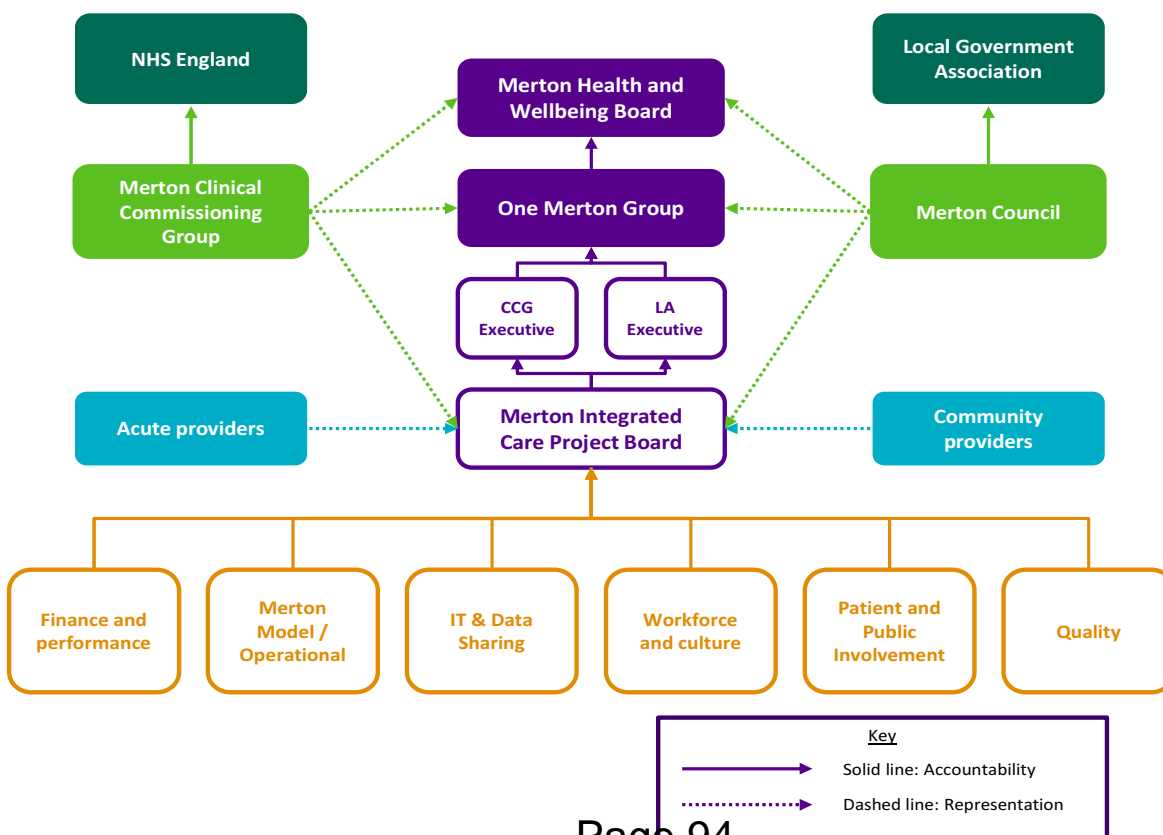 NHS England
Local Government
Association
Merton Health and
Wellbeing Board
Merton Clinical
Commissioning
Group
One Merton Group
Merton Council
CCG
Executive
LA
Executive
Acute providers
Merton Integrated
Care Project Board
Community
providers
Finance and
performance
Merton
Model /
Operational
IT & Data
Sharing
Workforce
and culture
Patient and
Public
Involvement
Quality
Key
Solid line: Accountability
Dashed line: Representation
Page 94